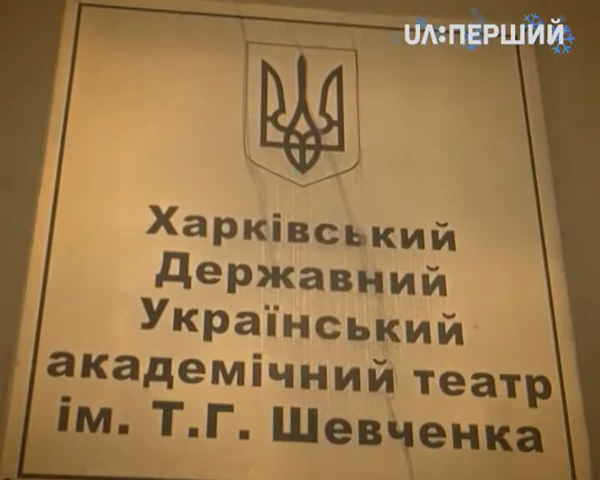 UA:ПЕРШИЙ
Харківський
Державний
Український
академічний театр
ім. Т.Г. Шевченка